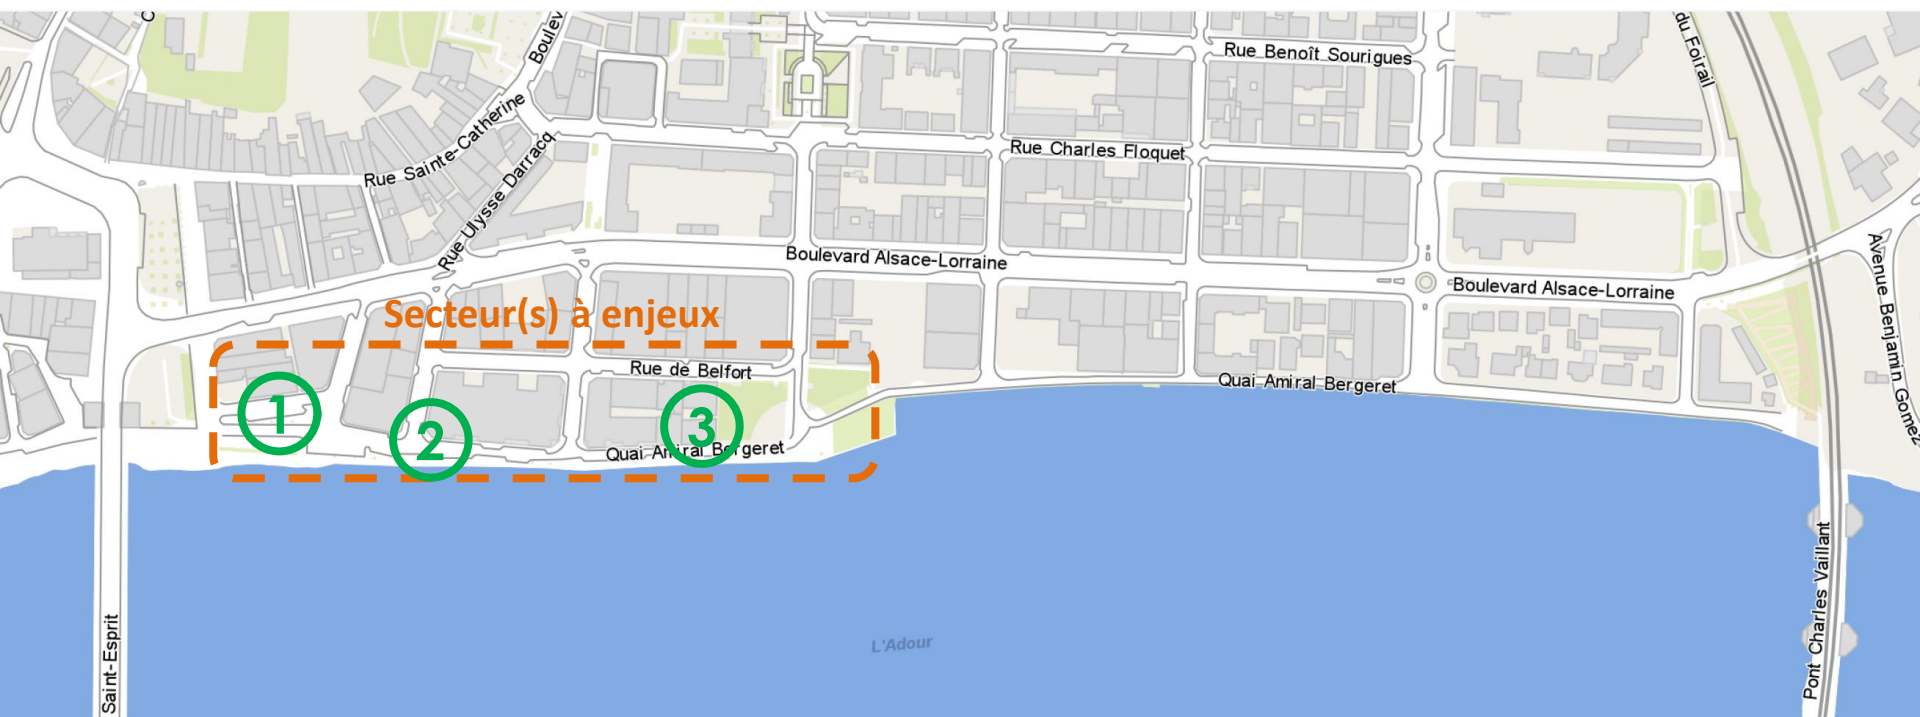 du Foirail
Boulev
Rue Benoît Sourigues
Rue Sainte-Catherine
Rue Ulysse Darracq
Rue Charles Floquet
Boulevard Alsace-Lorraine
Boulevard Alsace-Lorraine
Avenue Benjamin Gomez
Secteur(s) à enjeux
Rue de Belfort
Quai Amiral Bergeret
1
2
3
Quai Amiral Bergeret
L'Adour
Saint-Esprit
Pont Charles Vaillant